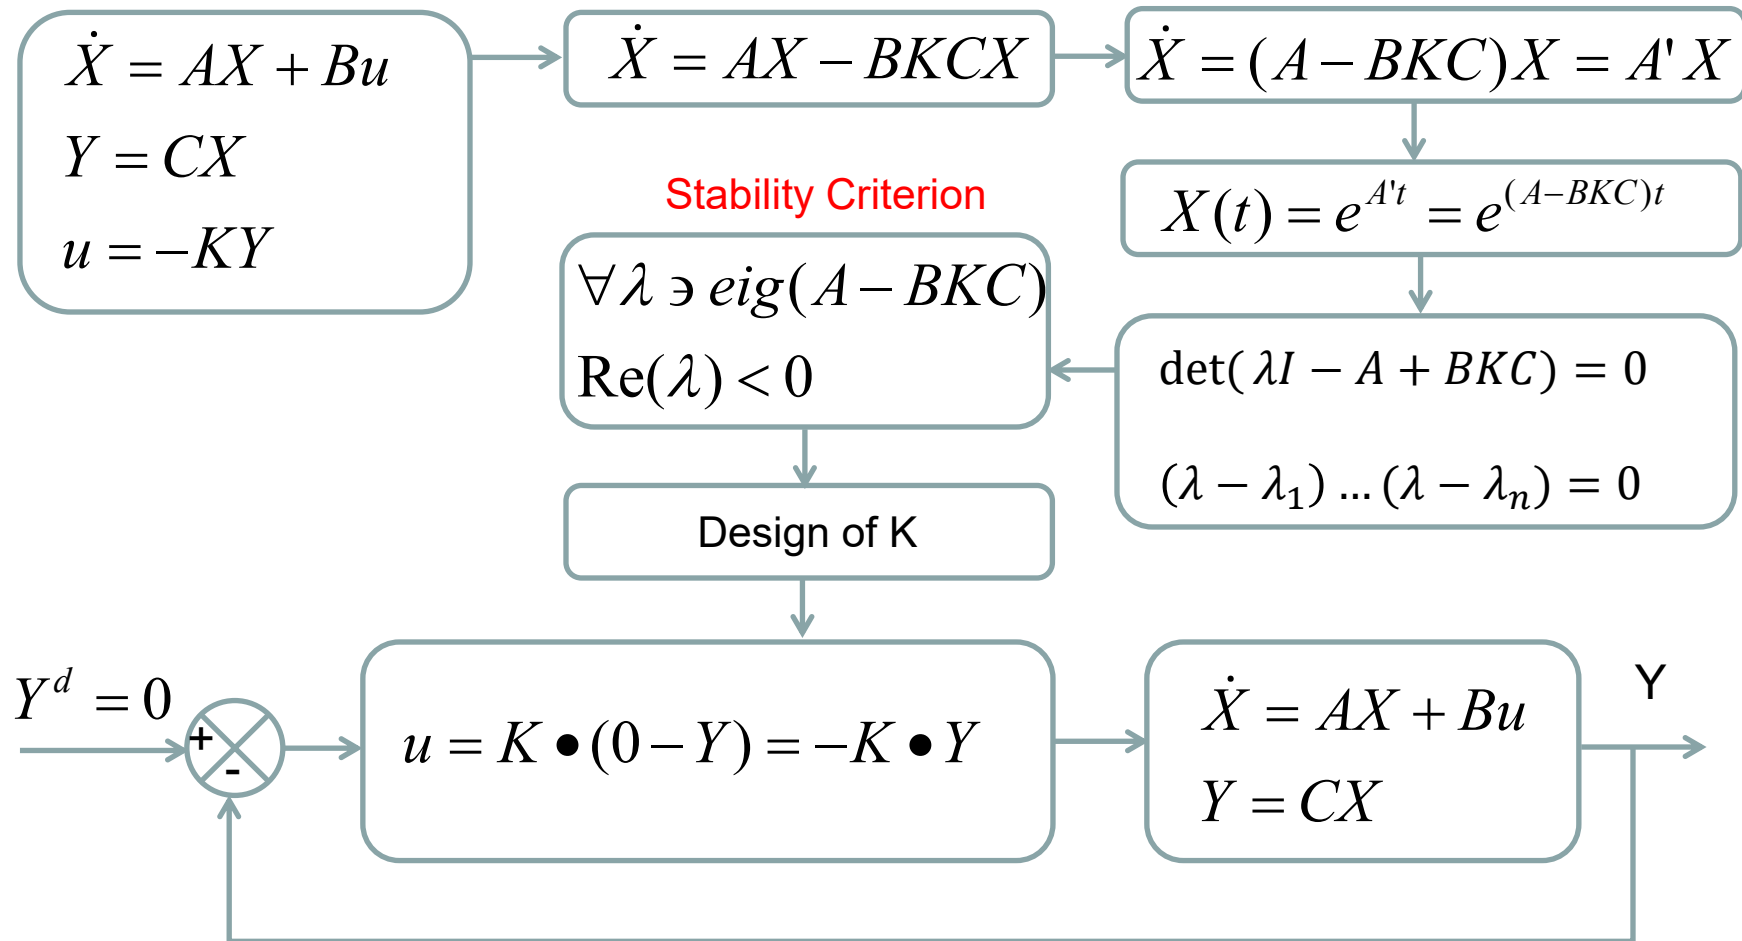 Ẋ = AX + Bu
Y = CX
u = −KY
Ẋ = AX − BKCX
Ẋ = (A − BKC)X = A' X
X(t) = e^{A't} = e^{(A−BKC)t}
det( λI − A + BKC) = 0
(λ − λ₁) … (λ − λₙ) = 0
Stability Criterion
∀λ ∍ eig(A − BKC)
Re(λ) < 0
Design of K
Y^d = 0
+
-
u = K • (0 − Y) = −K • Y
Ẋ = AX + Bu
Y = CX
Y